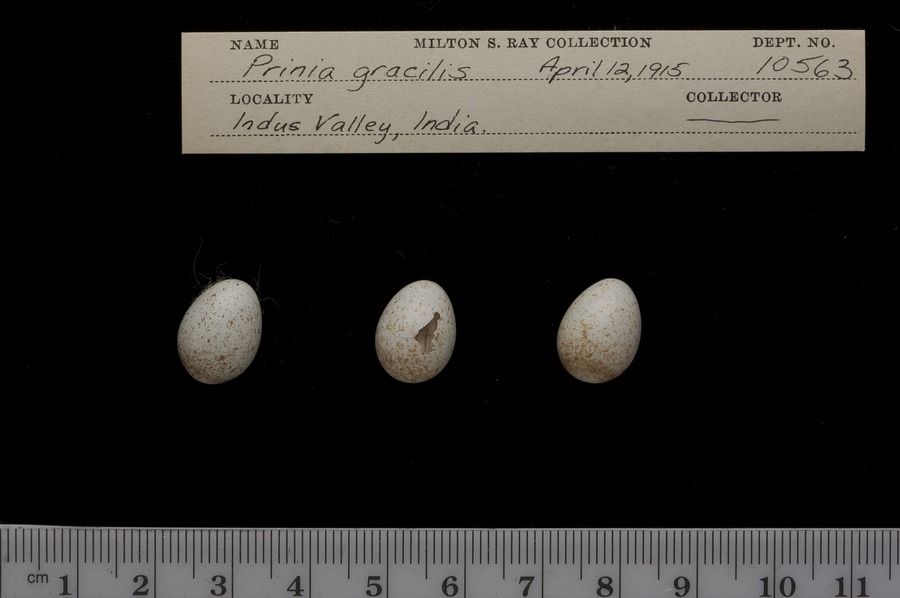 NAME MILTON S. RAY COLLECTION DEPT. NO.
Prinia gracilis April 12, 1915 10563
LOCALITY COLLECTOR
Indus Valley, India.
cm 1 2 3 4 5 6 7 8 9 10 11